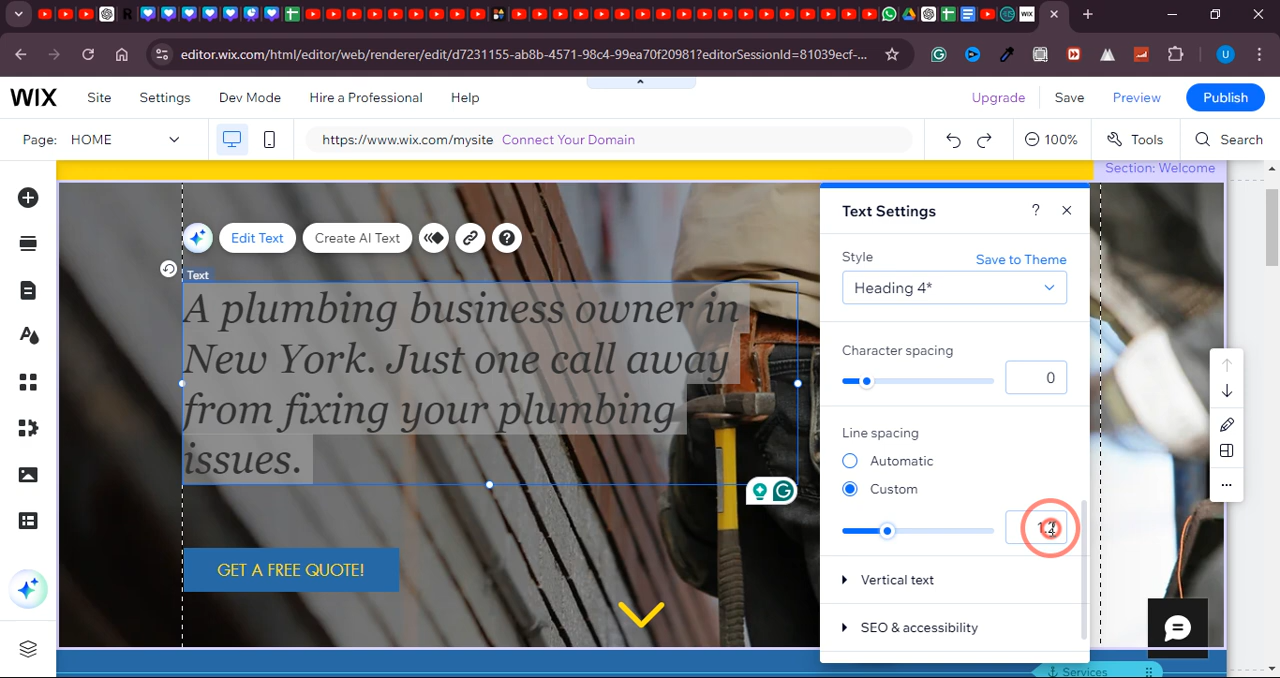 editor.wix.com/html/editor/web/renderer/edit/d7231155-ab8b-4571-98c4-99ea70f20981?editorSessionId=81039ecf-...
WIX
Site
Settings
Dev Mode
Hire a Professional
Help
Upgrade
Save
Preview
Publish
Page: HOME
https://www.wix.com/mysite Connect Your Domain
100%
Tools
Search
Section: Welcome
Edit Text
Create AI Text
Text
A plumbing business owner in
New York. Just one call away
from fixing your plumbing
issues.
GET A FREE QUOTE!
Text Settings
?
Style
Save to Theme
Heading 4*
Character spacing
0
Line spacing
Automatic
Custom
Vertical text
SEO & accessibility
Services